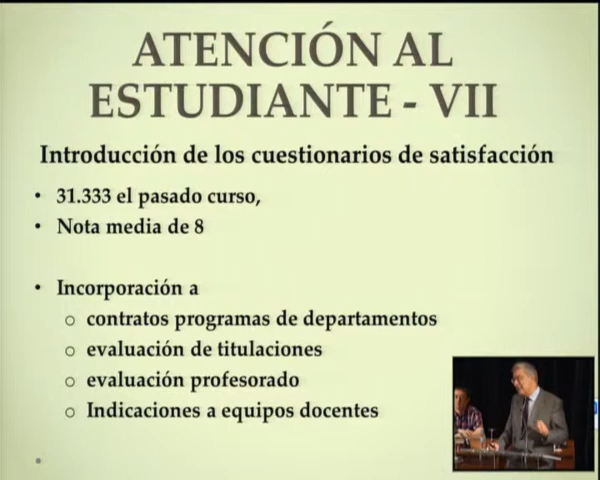 ATENCIÓN AL
ESTUDIANTE - VII
Introducción de los cuestionarios de satisfacción
• 31.333 el pasado curso,
• Nota media de 8
• Incorporación a
o contratos programas de departamentos
o evaluación de titulaciones
o evaluación profesorado
o Indicaciones a equipos docentes